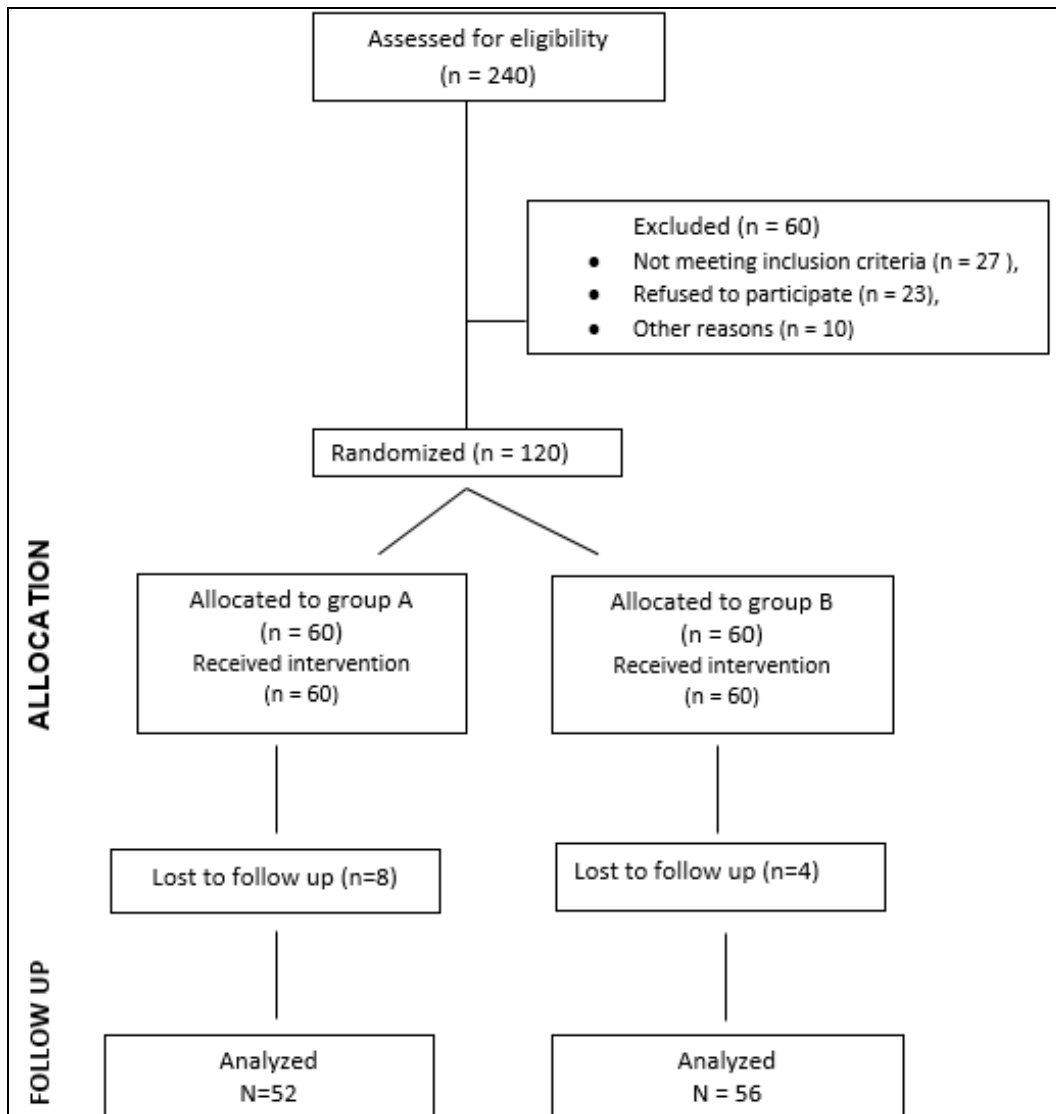 Assessed for eligibility
(n = 240)
Excluded (n = 60)
● Not meeting inclusion criteria (n = 27 ),
● Refused to participate (n = 23),
● Other reasons (n = 10)
Randomized (n = 120)
ALLOCATION
Allocated to group A
(n = 60)
Received intervention
(n = 60)
Allocated to group B
(n = 60)
Received intervention
(n = 60)
Lost to follow up (n=8)
Lost to follow up (n=4)
FOLLOW UP
Analyzed
N=52
Analyzed
N = 56